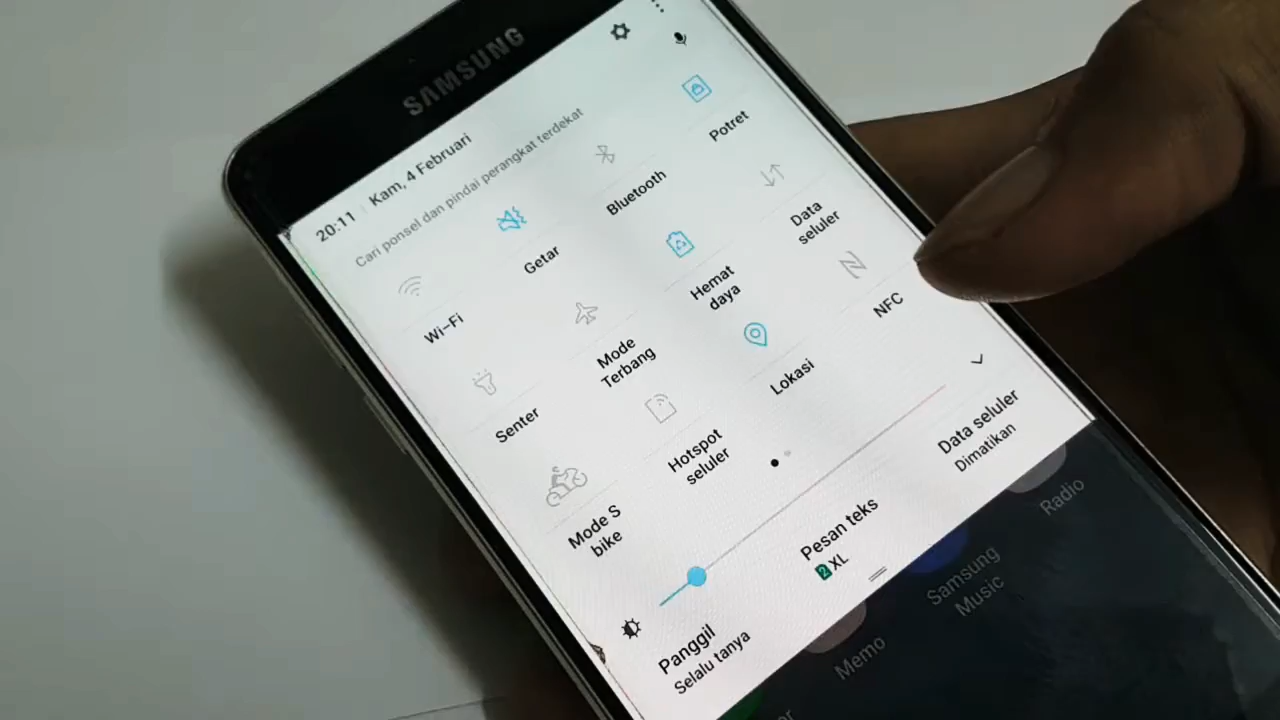 SAMSUNG
20:11 Kam, 4 Februari
Cari ponsel dan pindai perangkat terdekat
Wi-Fi
Getar
Bluetooth
Potret
Senter
Mode
Terbang
Hemat
daya
Data
seluler
Mode S
bike
Hotspot
seluler
Lokasi
NFC
Panggil
Selalu tanya
Pesan teks
2 XL
Data seluler
Dimatikan
Memo
Samsung
Music
Radio